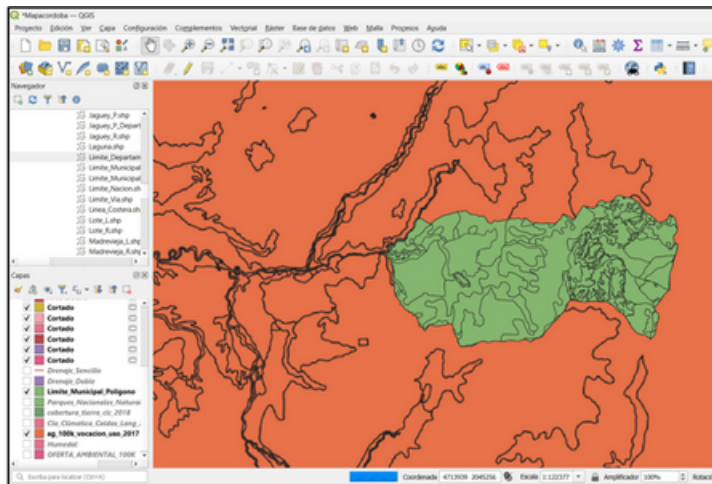 *Mapacordoba — QGIS
Proyecto Edición Ver Capa Configuración Complementos Vectorial Ráster Base de datos Web Malla Procesos Ayuda
Navegador
Jaguey_P.shp
Jaguey_P_Depart
Jaguey_R.shp
Laguna.shp
Limite_Departam
Limite_Municipal
Limite_Municipal
Limite_Nacion.sh
Limite_Via.shp
Linea_Costera.sh
Lote_L.shp
Lote_R.shp
Madrevieja_L.shp
Madrevieja_R.shp
Capas
Cortado
Cortado
Cortado
Cortado
Cortado
Cortado
Drenaje_Sencillo
Drenaje_Doble
Limite_Municipal_Poligono
Parques_Nacionales_Natural
cobertura_tierra_clc_2018
Cla_Climatica_Caldas_Lang_
ag_100k_vocacion_uso_2017
Humedal
OFERTA_AMBIENTAL_100K
Escriba para localizar (Ctrl+K)
Coordenada 4713939 2045256 Escala 1:122377 Amplificador 100% Rotació